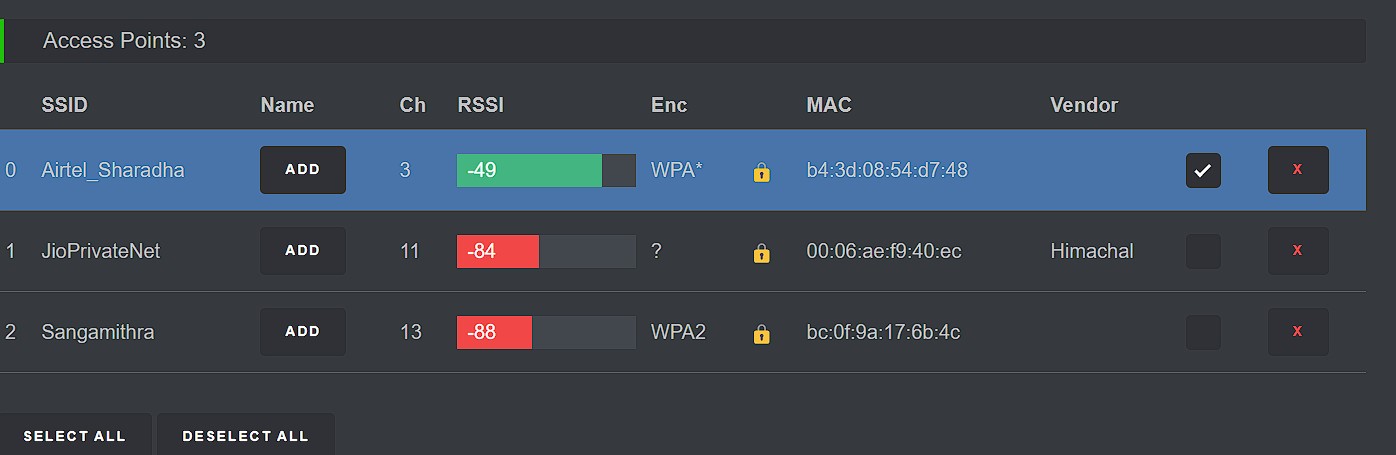 Access Points: 3
SSID Name Ch RSSI Enc MAC Vendor
0 Airtel_Sharadha ADD 3 -49 WPA* b4:3d:08:54:d7:48 X
1 JioPrivateNet ADD 11 -84 ? 00:06:ae:f9:40:ec Himachal X
2 Sangamithra ADD 13 -88 WPA2 bc:0f:9a:17:6b:4c X
SELECT ALL DESELECT ALL